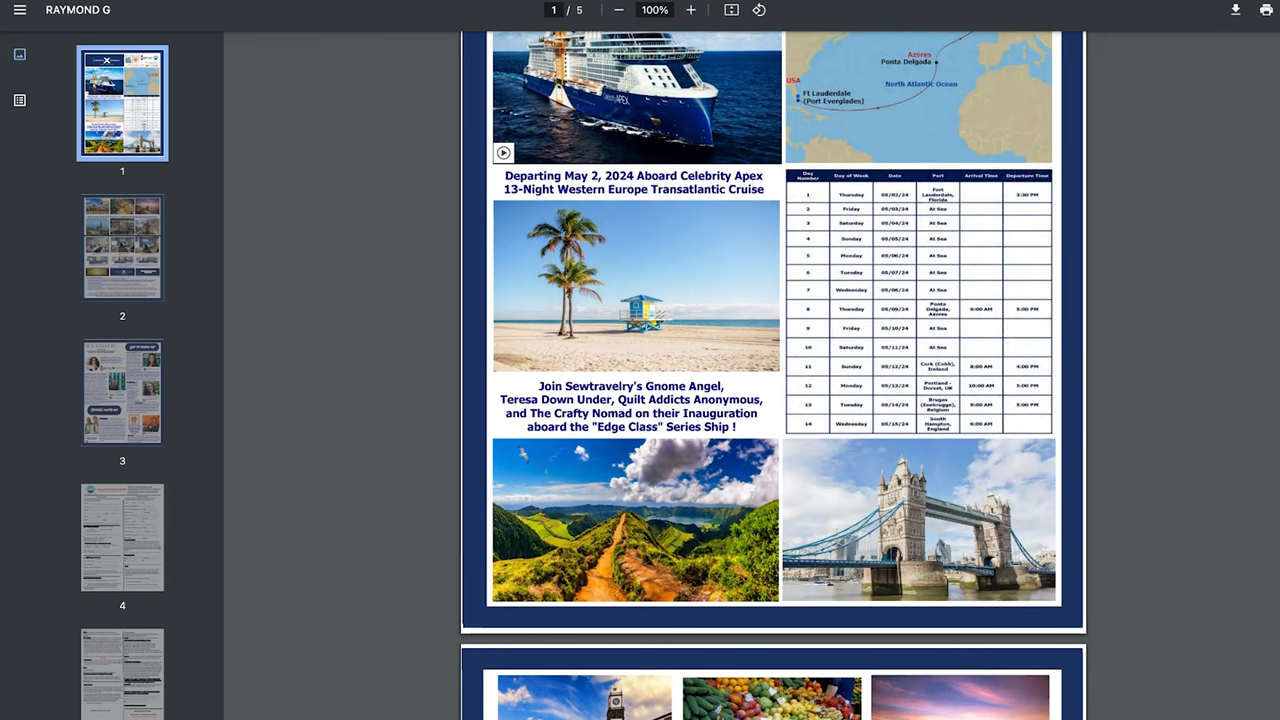 RAYMOND G
1 / 5
100%
1
2
3
4
Celebrity APEX
Azores
Ponta Delgada
USA
North Atlantic Ocean
Ft Lauderdale
(Port Everglades)
Departing May 2, 2024 Aboard Celebrity Apex
13-Night Western Europe Transatlantic Cruise
Day Number Day of Week Date Port Arrival Time Departure Time
1 Thursday 05/02/24 Fort Lauderdale, Florida 3:30 PM
2 Friday 05/03/24 At Sea
3 Saturday 05/04/24 At Sea
4 Sunday 05/05/24 At Sea
5 Monday 05/06/24 At Sea
6 Tuesday 05/07/24 At Sea
7 Wednesday 05/08/24 At Sea
8 Thursday 05/09/24 Ponta Delgada, Azores 9:00 AM 5:00 PM
9 Friday 05/10/24 At Sea
10 Saturday 05/11/24 At Sea
11 Sunday 05/12/24 Cork (Cobh), Ireland 8:00 AM 4:00 PM
12 Monday 05/13/24 Portland - Dorset, UK 10:00 AM 5:00 PM
13 Tuesday 05/14/24 Bruges (Zeebrugge), Belgium 9:00 AM 5:00 PM
14 Wednesday 05/15/24 South Hampton, England 6:00 AM
Join Sewtravelry's Gnome Angel,
Teresa Down Under, Quilt Addicts Anonymous,
and The Crafty Nomad on their Inauguration
aboard the "Edge Class" Series Ship !